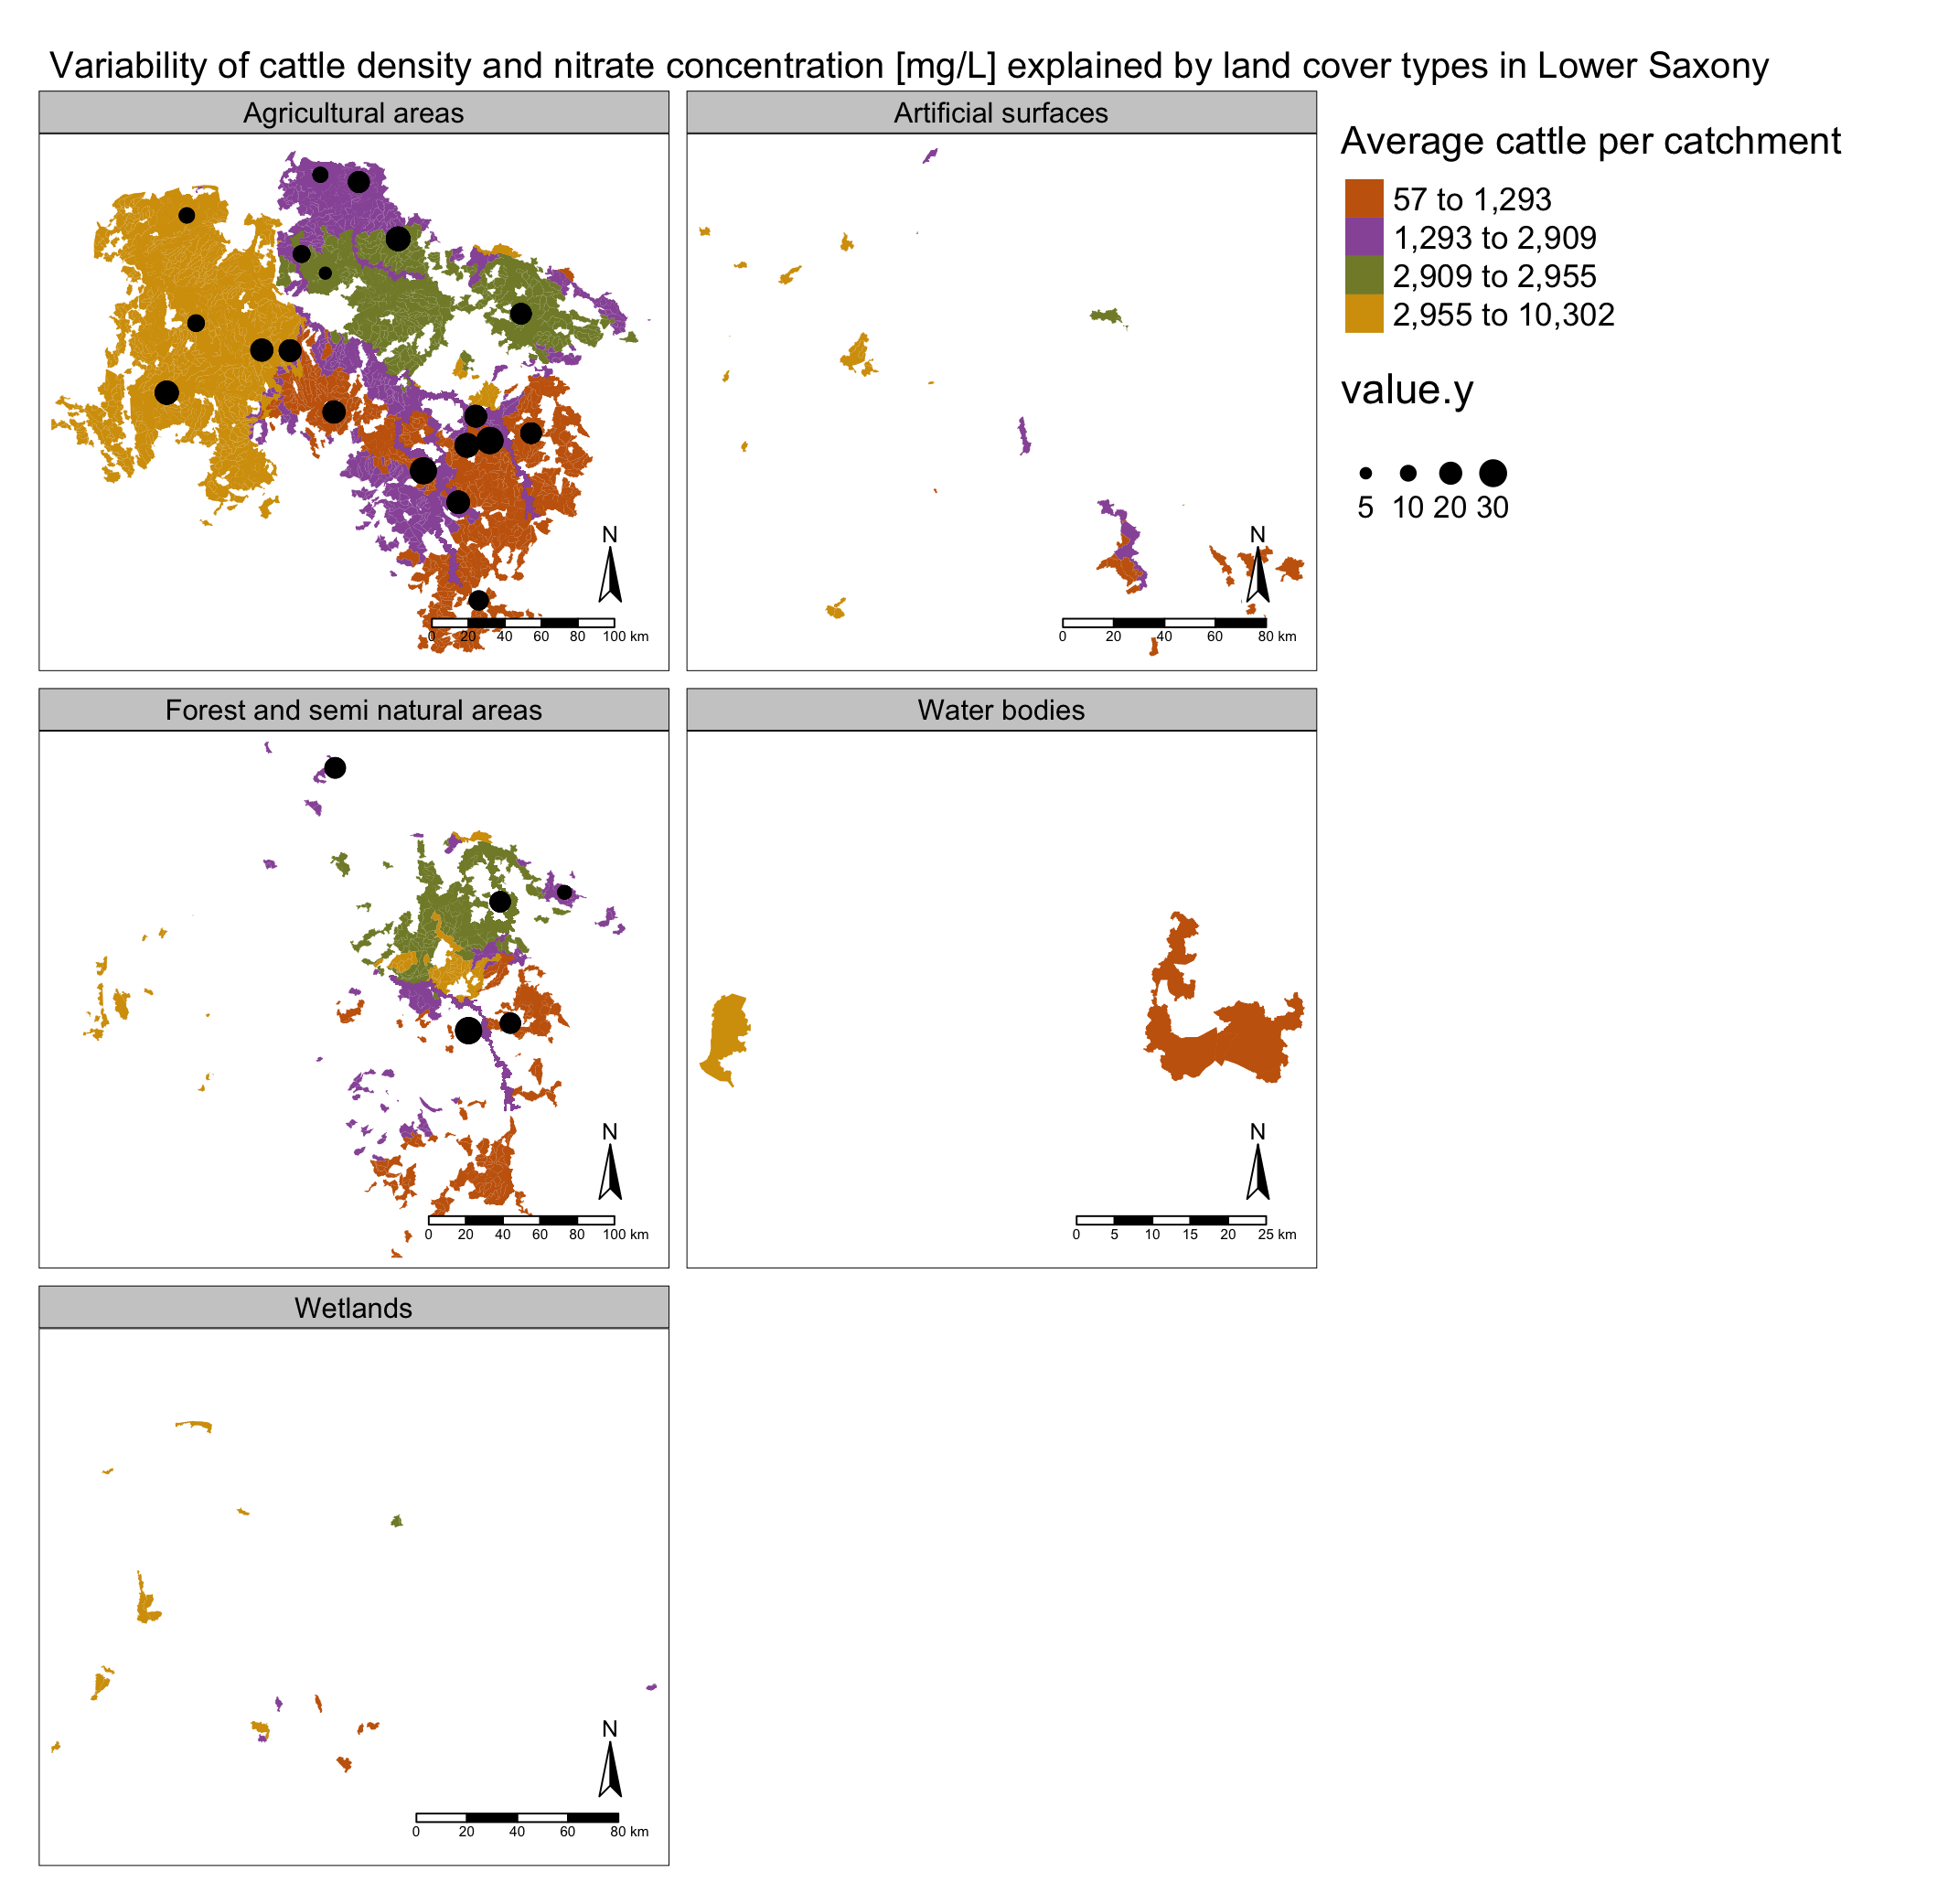 Variability of cattle density and nitrate concentration [mg/L] explained by land cover types in Lower Saxony
Agricultural areas
N
0 20 40 60 80 100 km
Artificial surfaces
N
0 20 40 60 80 km
Average cattle per catchment
57 to 1,293
1,293 to 2,909
2,909 to 2,955
2,955 to 10,302
value.y
5 10 20 30
Forest and semi natural areas
N
0 20 40 60 80 100 km
Water bodies
N
0 5 10 15 20 25 km
Wetlands
N
0 20 40 60 80 km